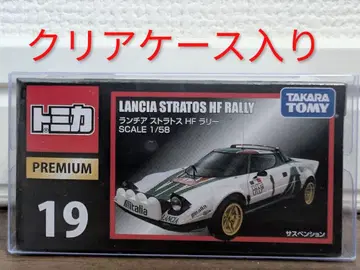 クリアケース入り
トミカ
PREMIUM
19
LANCIA STRATOS HF RALLY
ランチア ストラトス HF ラリー
SCALE 1/58
TAKARA
TOMY
Alitalia
サスペンション